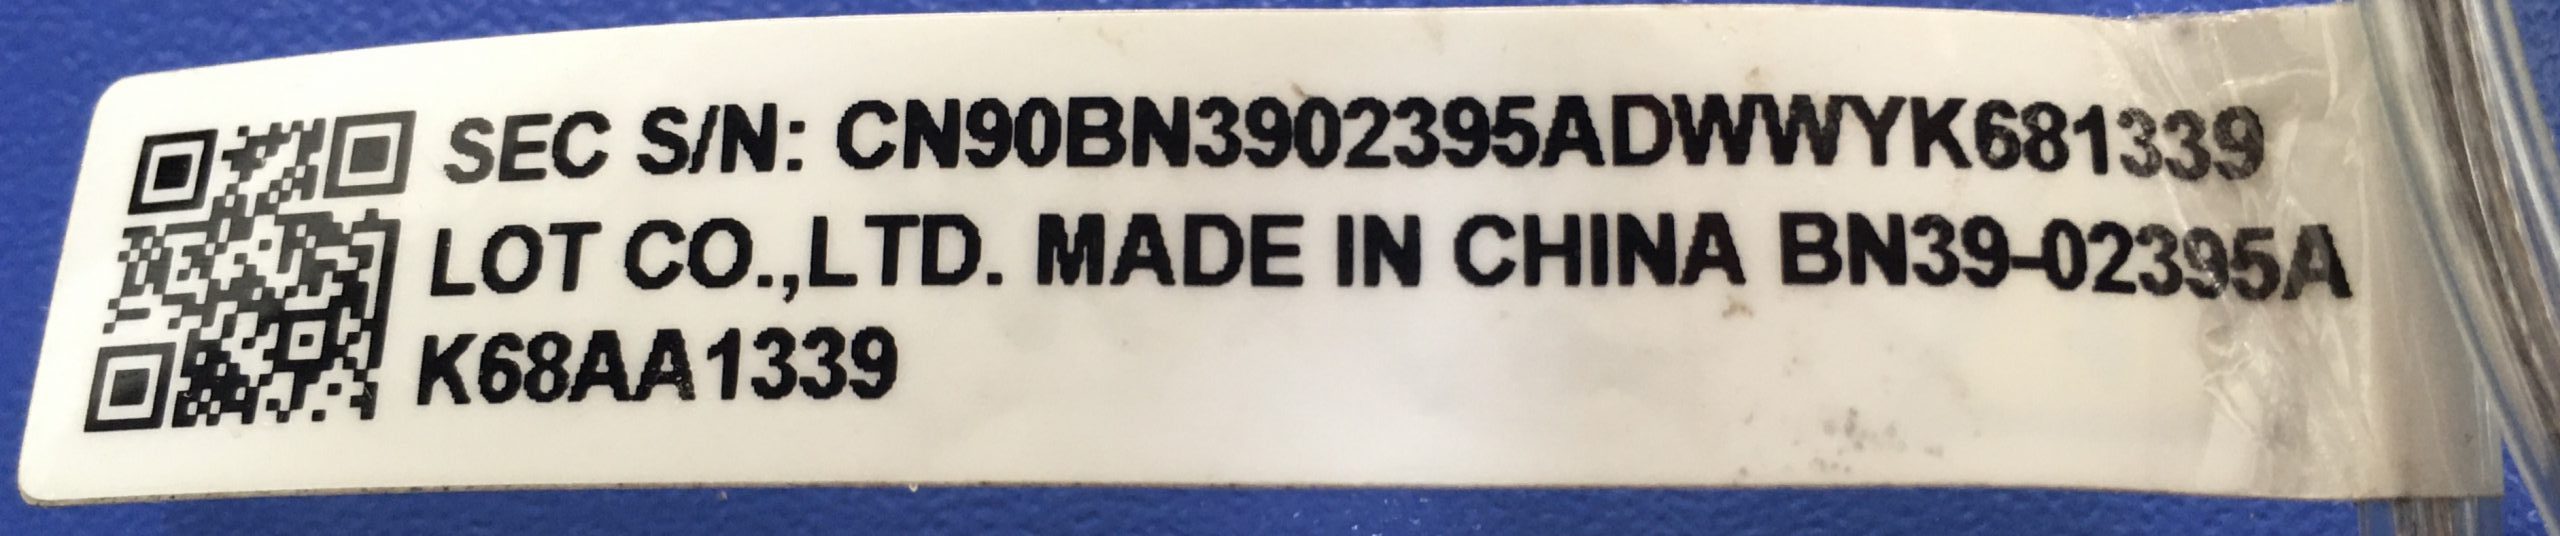 SEC S/N: CN90BN3902395ADWWYK681339
LOT CO.,LTD. MADE IN CHINA BN39-02395A
K68AA1339